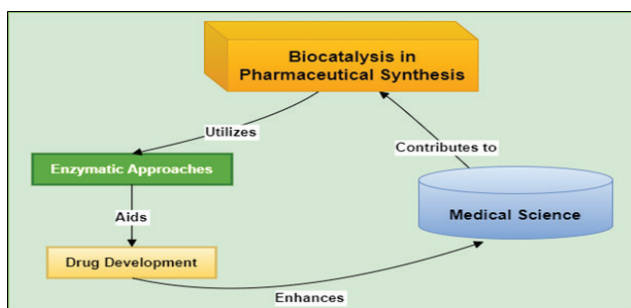 Biocatalysis in
Pharmaceutical Synthesis
Utilizes
Contributes to
Enzymatic Approaches
Aids
Medical Science
Drug Development
Enhances